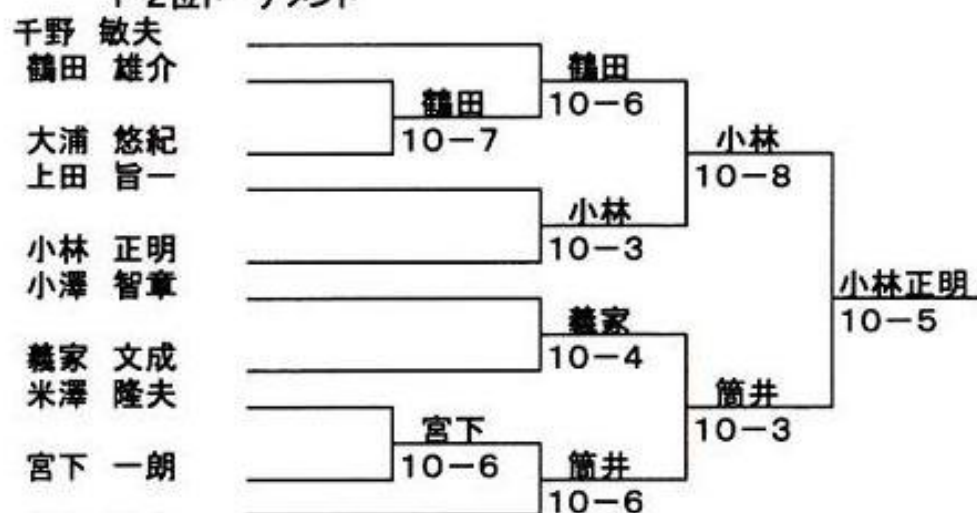 千野 敏夫
鶴田 雄介
大浦 悠紀
上田 旨一
小林 正明
小澤 智章
義家 文成
米澤 隆夫
宮下 一朗
鶴田
10-7
宮下
10-6
鶴田
10-6
小林
10-3
義家
10-4
筒井
10-6
小林
10-8
筒井
10-3
小林正明
10-5